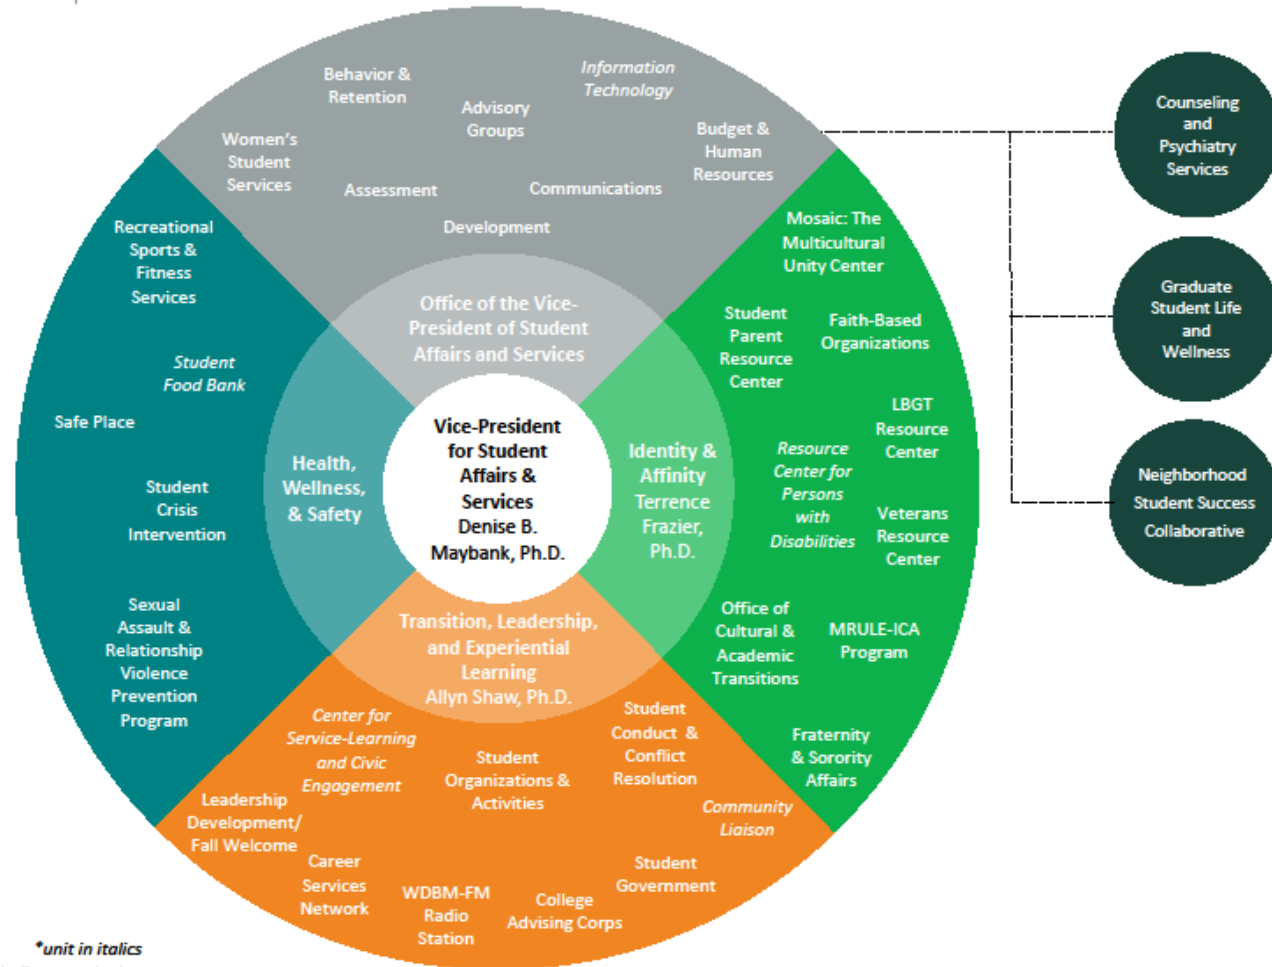 Behavior &
Retention
Information
Technology
Advisory
Groups
Women's
Student
Services
Budget &
Human
Resources
Assessment
Communications
Development
Office of the Vice-
President of Student
Affairs and Services
Recreational
Sports &
Fitness
Services
Student
Food Bank
Safe Place
Student
Crisis
Intervention
Sexual
Assault &
Relationship
Violence
Prevention
Program
Health,
Wellness,
& Safety
Vice-President
for Student
Affairs &
Services
Denise B.
Maybank, Ph.D.
Identity &
Affinity
Terrence
Frazier,
Ph.D.
Mosaic: The
Multicultural
Unity Center
Student
Parent
Resource
Center
Faith-Based
Organizations
LBGT
Resource
Center
Resource
Center for
Persons
with
Disabilities
Veterans
Resource
Center
Office of
Cultural &
Academic
Transitions
MRULE-ICA
Program
Fraternity
& Sorority
Affairs
Transition, Leadership,
and Experiential
Learning
Allyn Shaw, Ph.D.
Center for
Service-Learning
and Civic
Engagement
Student
Organizations &
Activities
Student
Conduct &
Conflict
Resolution
Community
Liaison
Leadership
Development/
Fall Welcome
Career
Services
Network
WDBM-FM
Radio
Station
College
Advising Corps
Student
Government
Counseling
and
Psychiatry
Services
Graduate
Student Life
and
Wellness
Neighborhood
Student Success
Collaborative
*unit in italics